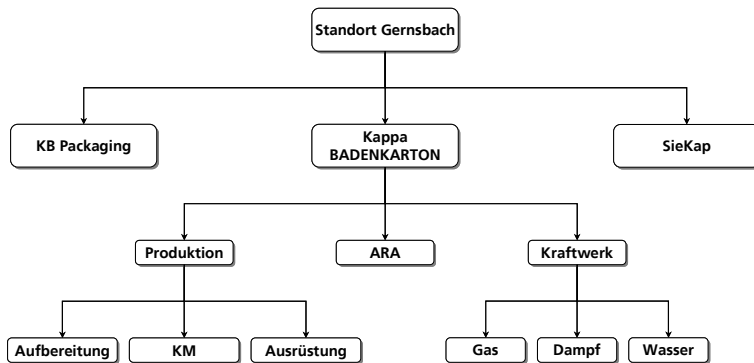 Standort Gernsbach
KB Packaging
Kappa
BADENKARTON
SieKap
Produktion
ARA
Kraftwerk
Aufbereitung
KM
Ausrüstung
Gas
Dampf
Wasser